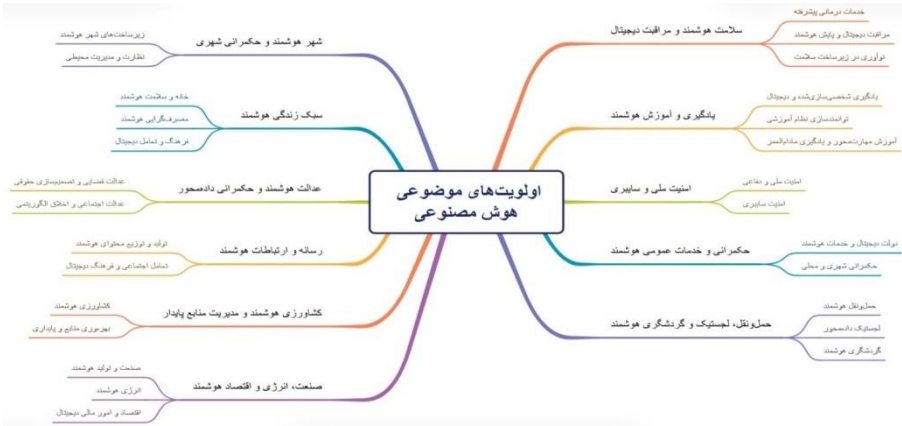 اولویت‌های موضوعی
هوش مصنوعی
سلامت هوشمند و مراقبت دیجیتال
خدمات درمانی پیشرفته
مراقبت دیجیتال و پایش هوشمند
نوآوری در زیرساخت سلامت
یادگیری و آموزش هوشمند
یادگیری شخصی‌سازی‌شده و دیجیتال
توانمندسازی نظام آموزشی
آموزش مهارت‌محور و یادگیری مادام‌العمر
امنیت ملی و سایبری
امنیت ملی و دفاعی
امنیت سایبری
حکمرانی و خدمات عمومی هوشمند
دولت دیجیتال و خدمات هوشمند
حکمرانی شهری و محلی
حمل‌ونقل، لجستیک و گردشگری هوشمند
حمل‌ونقل هوشمند
لجستیک داده‌محور
گردشگری هوشمند
شهر هوشمند و حکمرانی شهری
زیرساخت‌های شهر هوشمند
نظارت و مدیریت محیطی
سبک زندگی هوشمند
خانه و سلامت هوشمند
مصرف‌گرایی هوشمند
فرهنگ و تعامل دیجیتال
عدالت هوشمند و حکمرانی داده‌محور
عدالت قضایی و تصمیم‌سازی حقوقی
عدالت اجتماعی و اخلاق الگوریتمی
رسانه و ارتباطات هوشمند
تولید و توزیع محتوای هوشمند
تعامل اجتماعی و فرهنگ دیجیتال
کشاورزی هوشمند و مدیریت منابع پایدار
کشاورزی هوشمند
بهره‌وری منابع و پایداری
صنعت، انرژی و اقتصاد هوشمند
صنعت و تولید هوشمند
انرژی هوشمند
اقتصاد و امور مالی دیجیتال